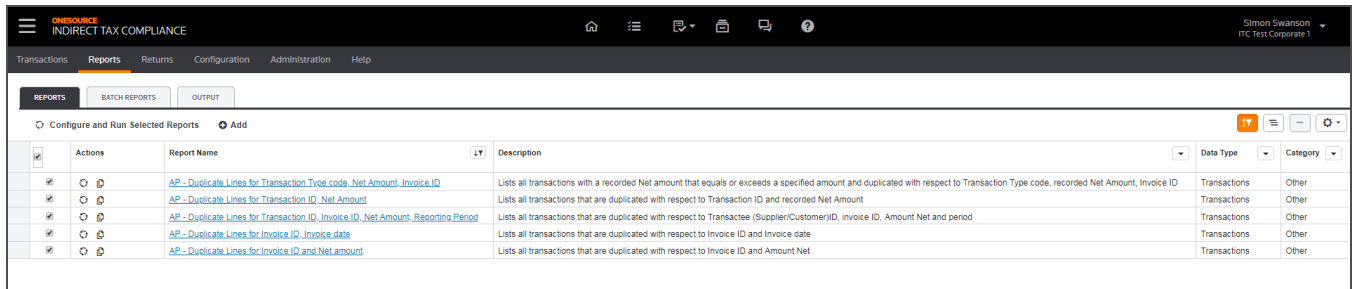 ONESOURCE
INDIRECT TAX COMPLIANCE
SImon Swanson
ITC Test Corporate 1
Transactions Reports Returns Configuration Administration Help
REPORTS BATCH REPORTS OUTPUT
Configure and Run Selected Reports Add
Actions Report Name Description Data Type Category
AP - Duplicate Lines for Transaction Type code, Net Amount, Invoice ID Lists all transactions with a recorded Net amount that equals or exceeds a specified amount and duplicated with respect to Transaction Type code, recorded Net Amount, Invoice ID Transactions Other
AP - Duplicate Lines for Transaction ID, Net Amount Lists all transactions that are duplicated with respect to Transaction ID and recorded Net Amount Transactions Other
AP - Duplicate Lines for Transaction ID, Invoice ID, Net Amount, Reporting Period Lists all transactions that are duplicated with respect to Transactee (Supplier/Customer)ID, invoice ID, Amount Net and period Transactions Other
AP - Duplicate Lines for Invoice ID, Invoice date Lists all transactions that are duplicated with respect to Invoice ID and Invoice date Transactions Other
AP - Duplicate Lines for Invoice ID and Net amount Lists all transactions that are duplicated with respect to Invoice ID and Amount Net Transactions Other